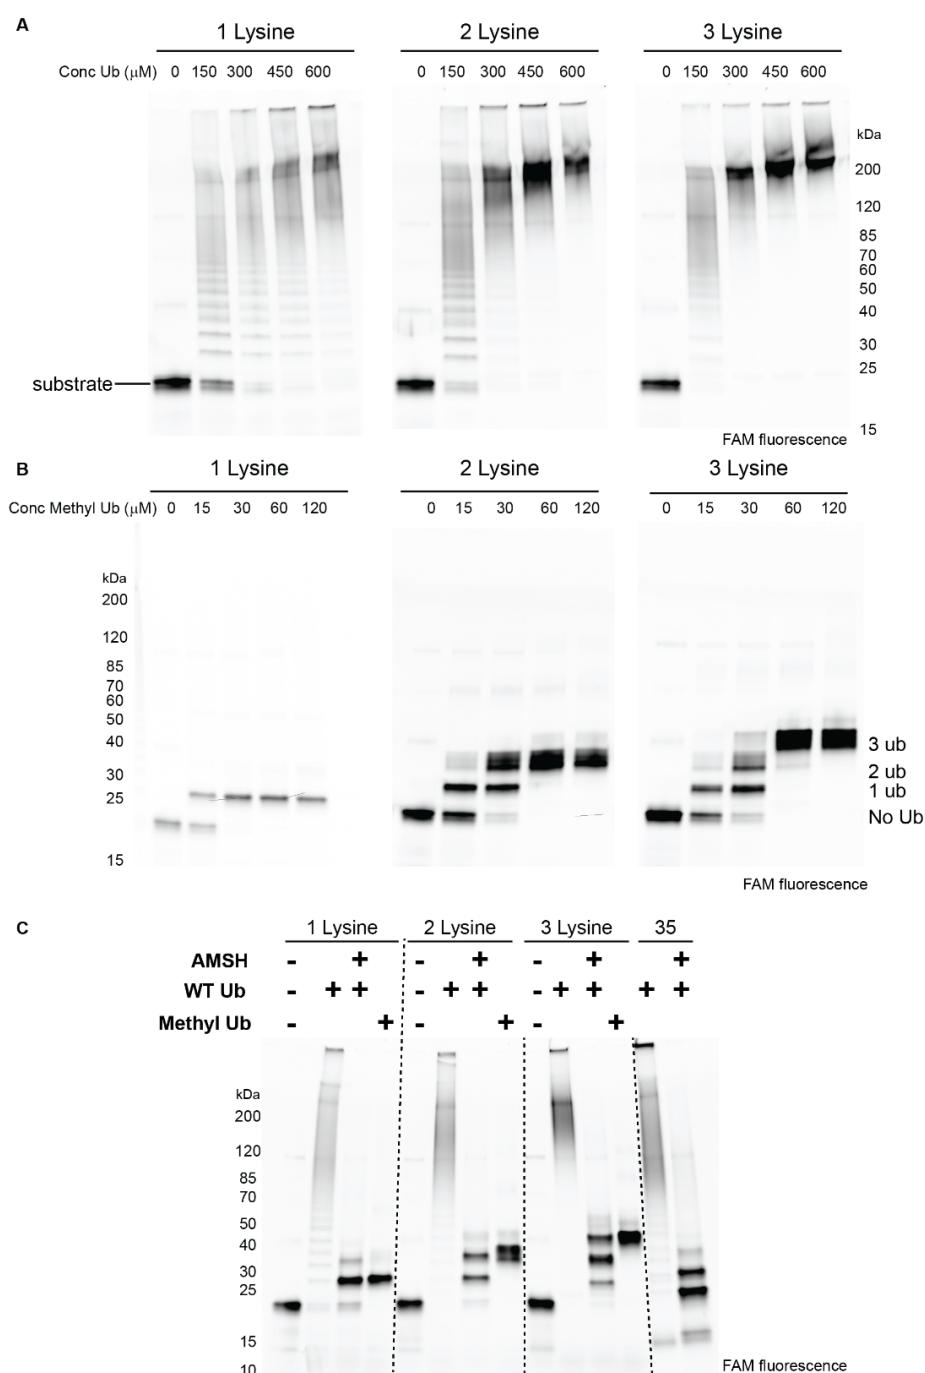 A
1 Lysine 2 Lysine 3 Lysine
Conc Ub (μM) 0 150 300 450 600 0 150 300 450 600 0 150 300 450 600
kDa
200
120
85
70
60
50
40
30
25
substrate
15
FAM fluorescence
B
1 Lysine 2 Lysine 3 Lysine
Conc Methyl Ub (μM) 0 15 30 60 120 0 15 30 60 120 0 15 30 60 120
kDa
200
120
85
70
60
50
40 3 ub
30 2 ub
25 1 ub
No Ub
15
FAM fluorescence
C
1 Lysine 2 Lysine 3 Lysine 35
AMSH - + - + - + +
WT Ub - + + - + + - + + + +
Methyl Ub - + - + - +
kDa
200
120
85
70
50
40
30
25
15
10
FAM fluorescence